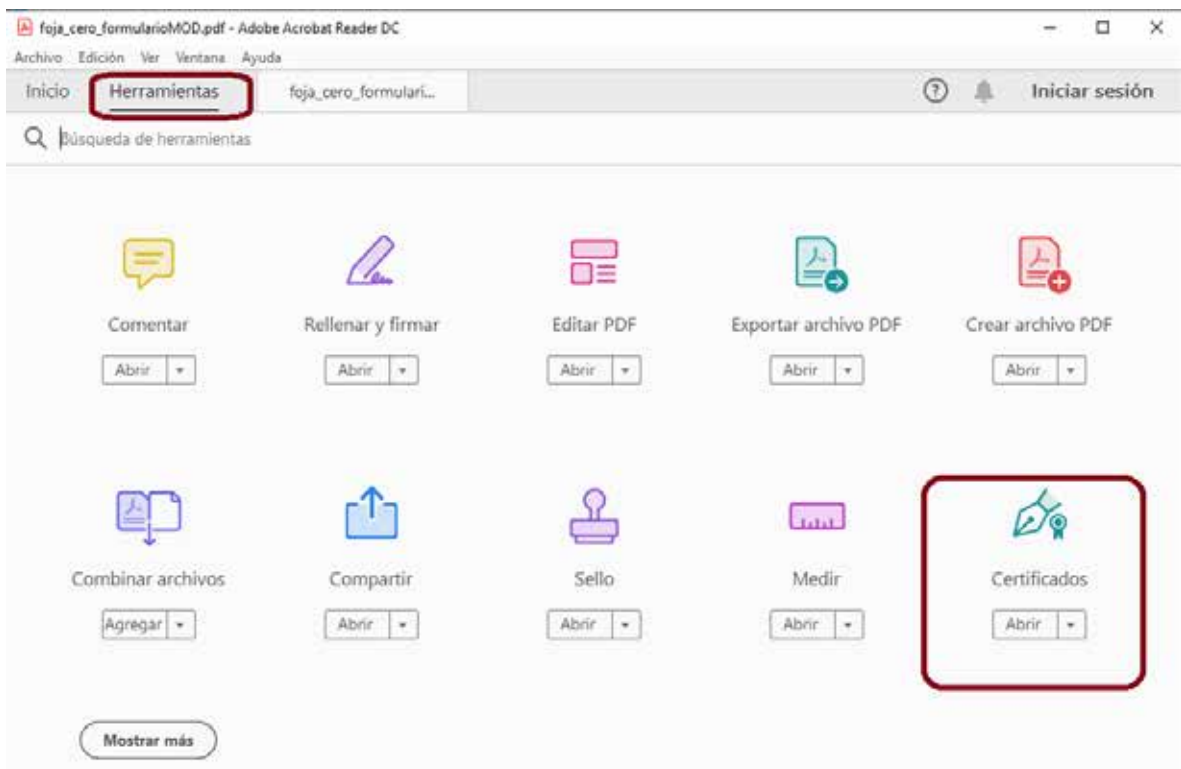 foja_cero_formularioMOD.pdf - Adobe Acrobat Reader DC
Archivo Edición Ver Ventana Ayuda
Inicio Herramientas foja_cero_formulari... Iniciar sesión
Búsqueda de herramientas
Comentar Rellenar y firmar Editar PDF Exportar archivo PDF Crear archivo PDF
Abrir Abrir Abrir Abrir Abrir
Combinar archivos Compartir Sello Medir Certificados
Agregar Abrir Abrir Abrir Abrir
Mostrar más